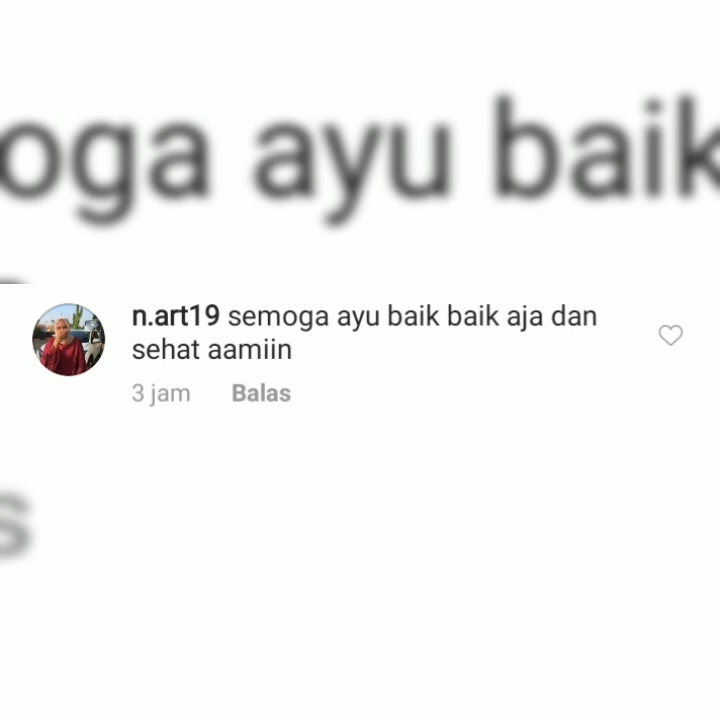 oga ayu baik
n.art19 semoga ayu baik baik aja dan
sehat aamiin
3 jam Balas
s